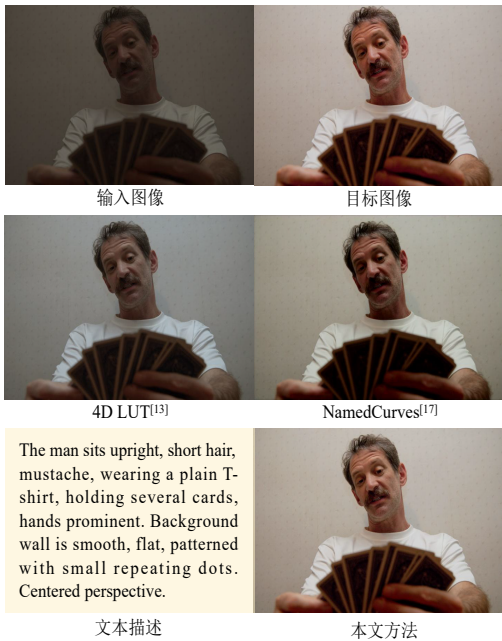 输入图像
目标图像
4D LUT[13]
NamedCurves[17]
The man sits upright, short hair,
mustache, wearing a plain T-
shirt, holding several cards,
hands prominent. Background
wall is smooth, flat, patterned
with small repeating dots.
Centered perspective.
文本描述
本文方法